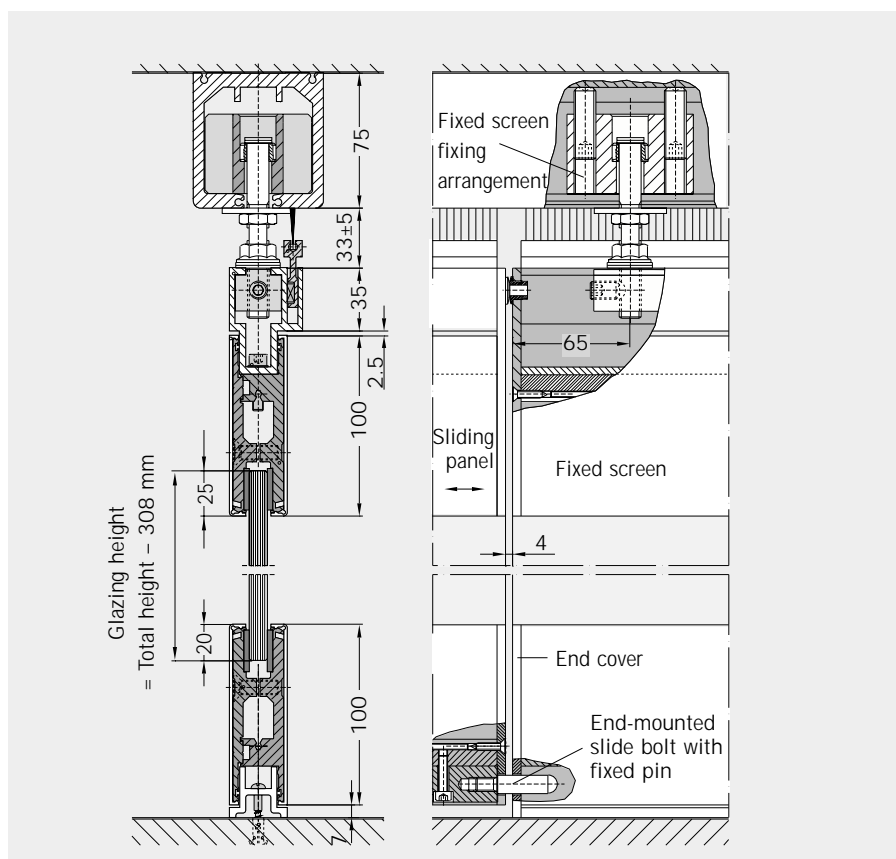 75
33±5
35
2.5
100
25
Glazing height
= Total height – 308 mm
20
100
7
Fixed screen
fixing
arrangement
65
Sliding
panel
Fixed screen
4
End cover
End-mounted
slide bolt with
fixed pin